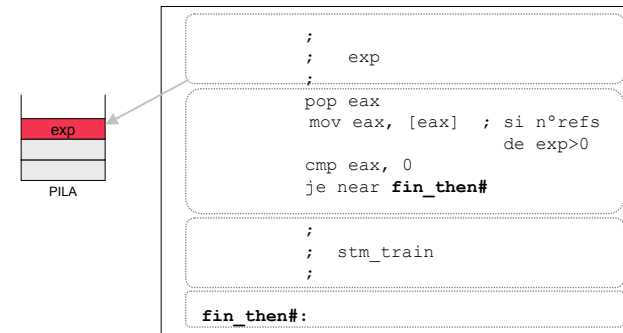 exp
PILA
;
; exp
;
pop eax
mov eax, [eax] ; si nºrefs
de exp>0
cmp eax, 0
je near fin_then#
;
; stm_train
;
fin_then#: